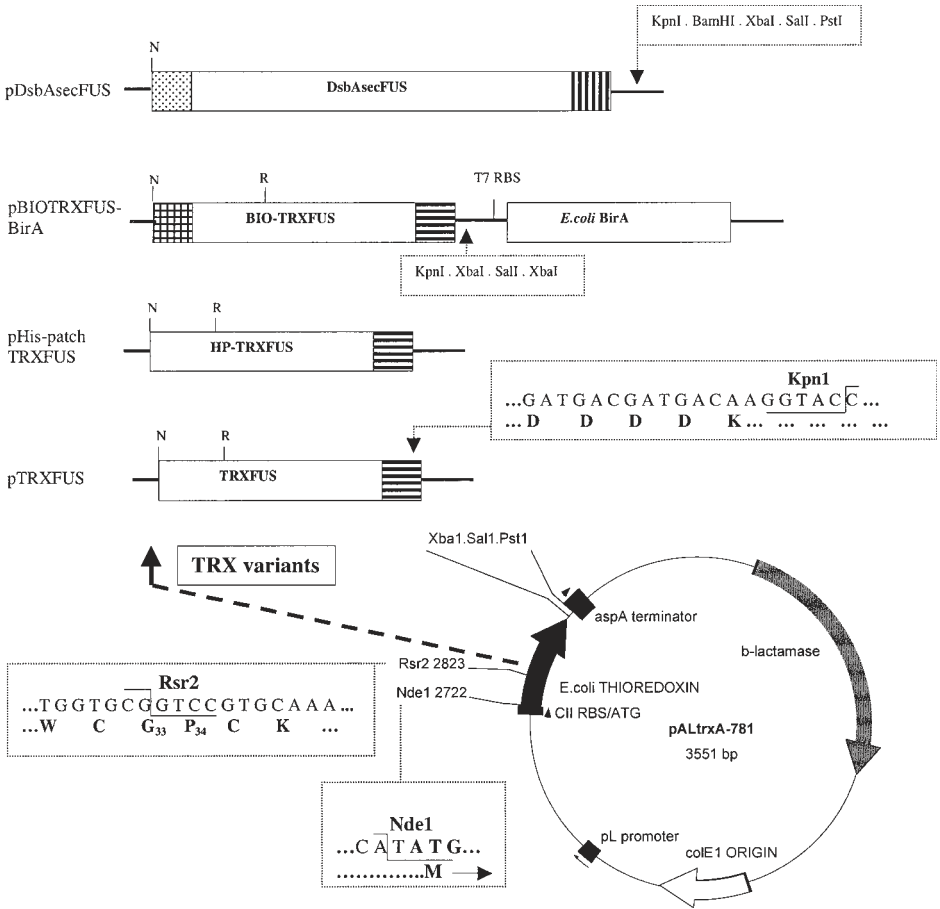 KpnI . BamHI . XbaI . SalI . PstI
N
pDsbAsecFUS
DsbAsecFUS
N
R
T7 RBS
pBIOTRXFUS-
BirA
BIO-TRXFUS
E.coli BirA
KpnI . XbaI . SalI . XbaI
N
R
pHis-patch
TRXFUS
HP-TRXFUS
Kpn1
...GATGACGATGACAAGGTACC...
... D D D D K... ... ... ... ...
N
R
pTRXFUS
TRXFUS
Xba1.Sal1.Pst1
TRX variants
aspA terminator
b-lactamase
Rsr2 2823
E.coli THIOREDOXIN
Nde1 2722
CII RBS/ATG
pALtrxA-781
3551 bp
Rsr2
...TGGTGCGGTCCGTGCAAA...
...W C G33 P34 C K ...
Nde1
...CATATG...
..............M
pL promoter
colE1 ORIGIN